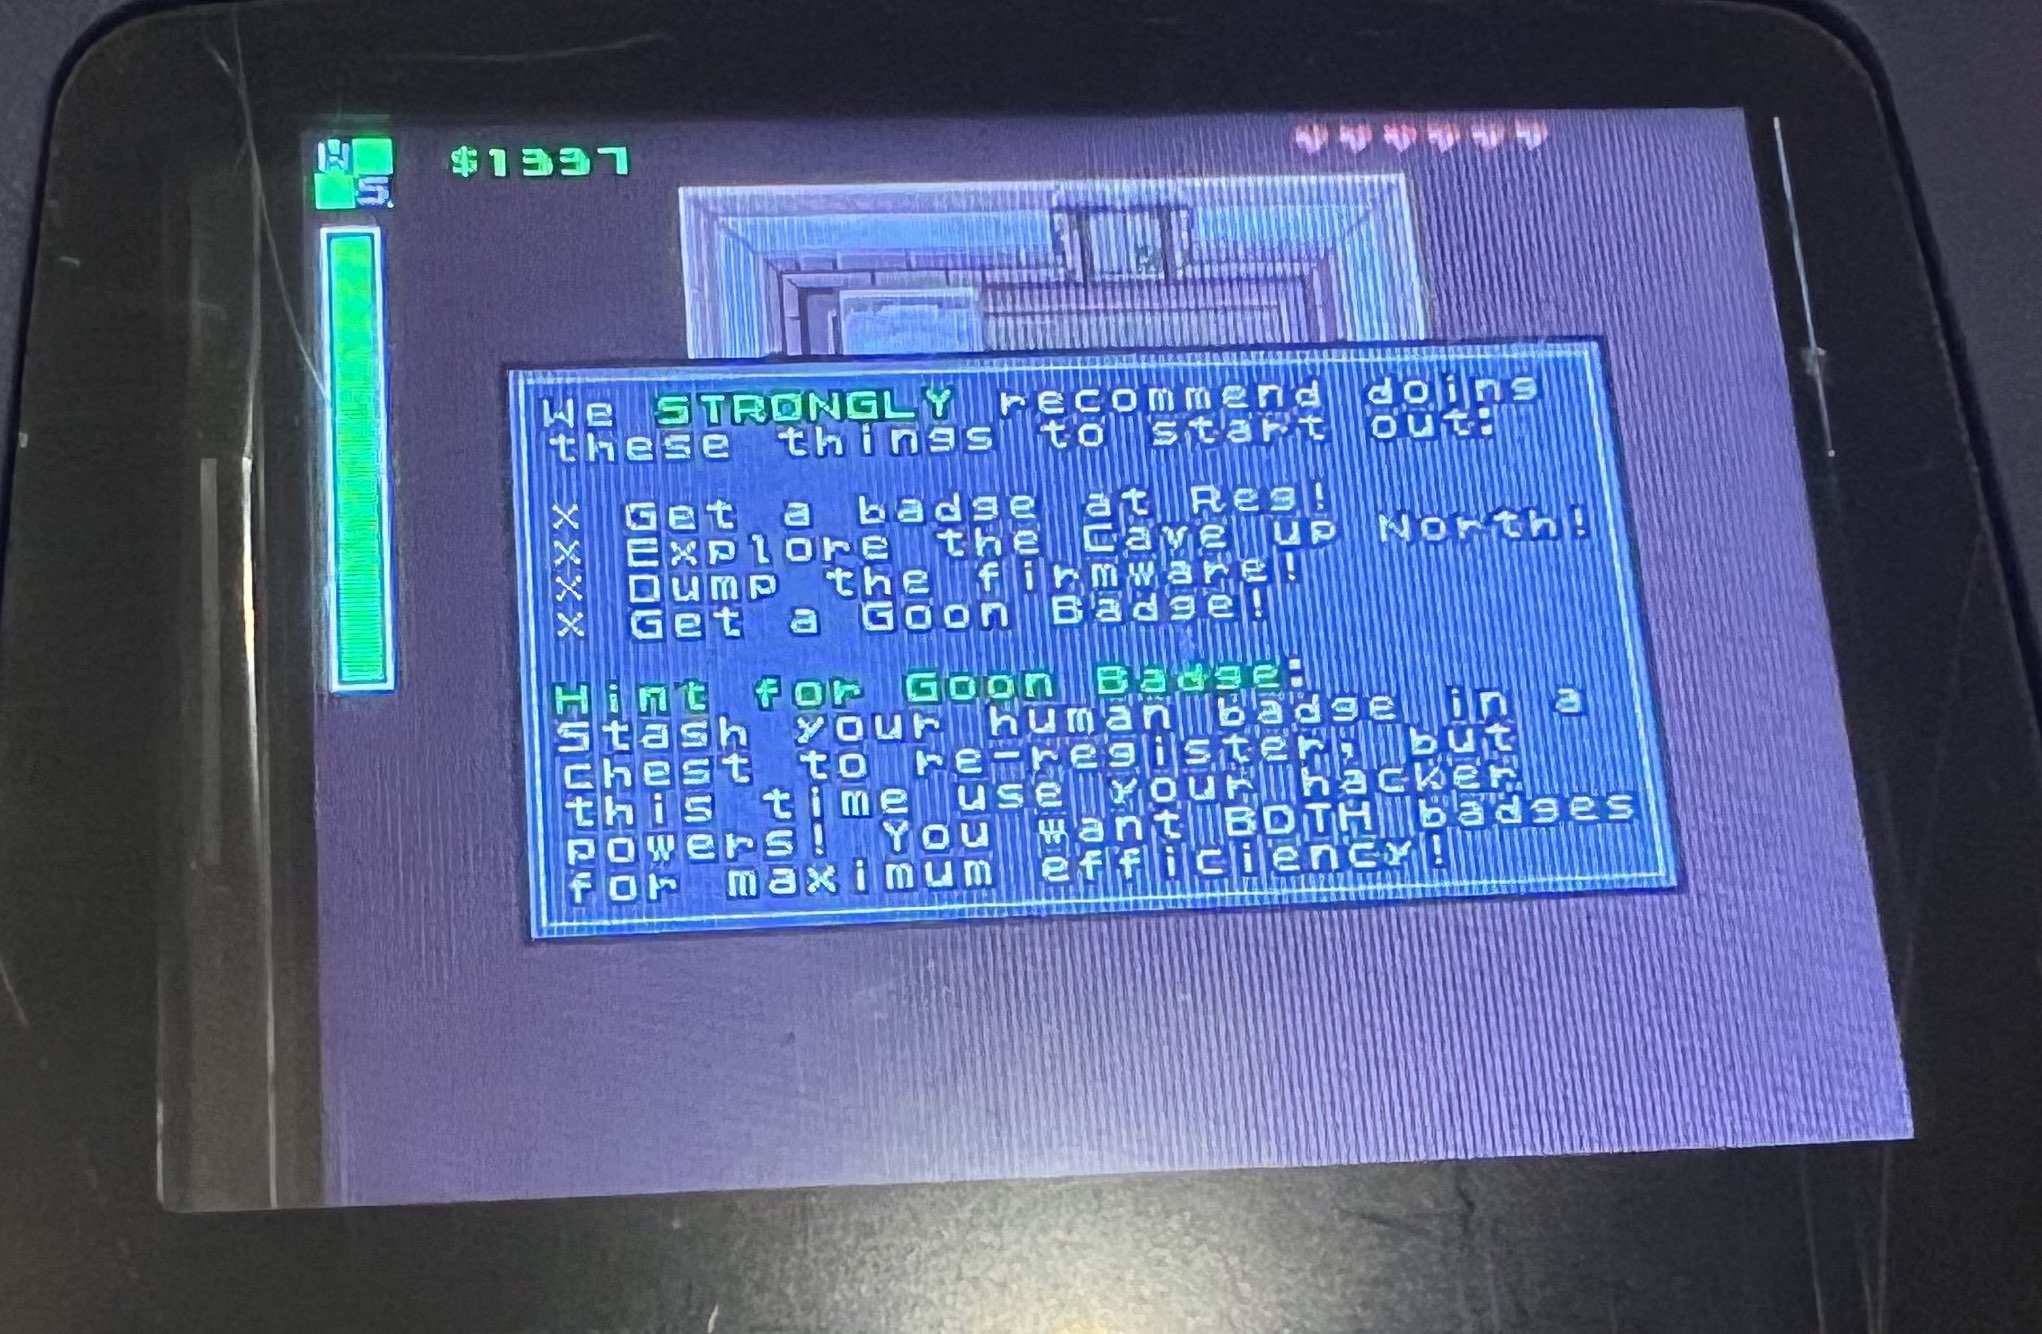 W
S
$1337
We STRONGLY recommend doing
these things to start out:
X Get a badge at Reg!
X Explore the Cave up North!
X Dump the firmware!
X Get a Goon Badge!
Hint for Goon Badge:
Stash your human badge in a
chest to re-register, but
this time use your hacker
powers! You want BOTH badges
for maximum efficiency!